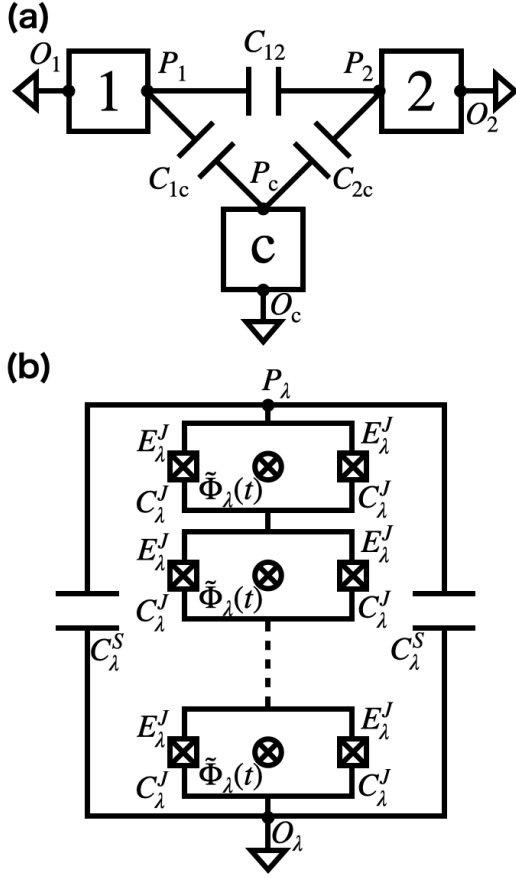 (a)
O₁ P₁ C₁₂ P₂
1 2
O₂
C₁c Pc C₂c
c
Oc
(b)
Pλ
EλJ EλJ
Φ̃λ(t)
CλJ CλJ
EλJ EλJ
Φ̃λ(t)
CλJ CλJ
CλS CλS
EλJ EλJ
Φ̃λ(t)
CλJ CλJ
Oλ